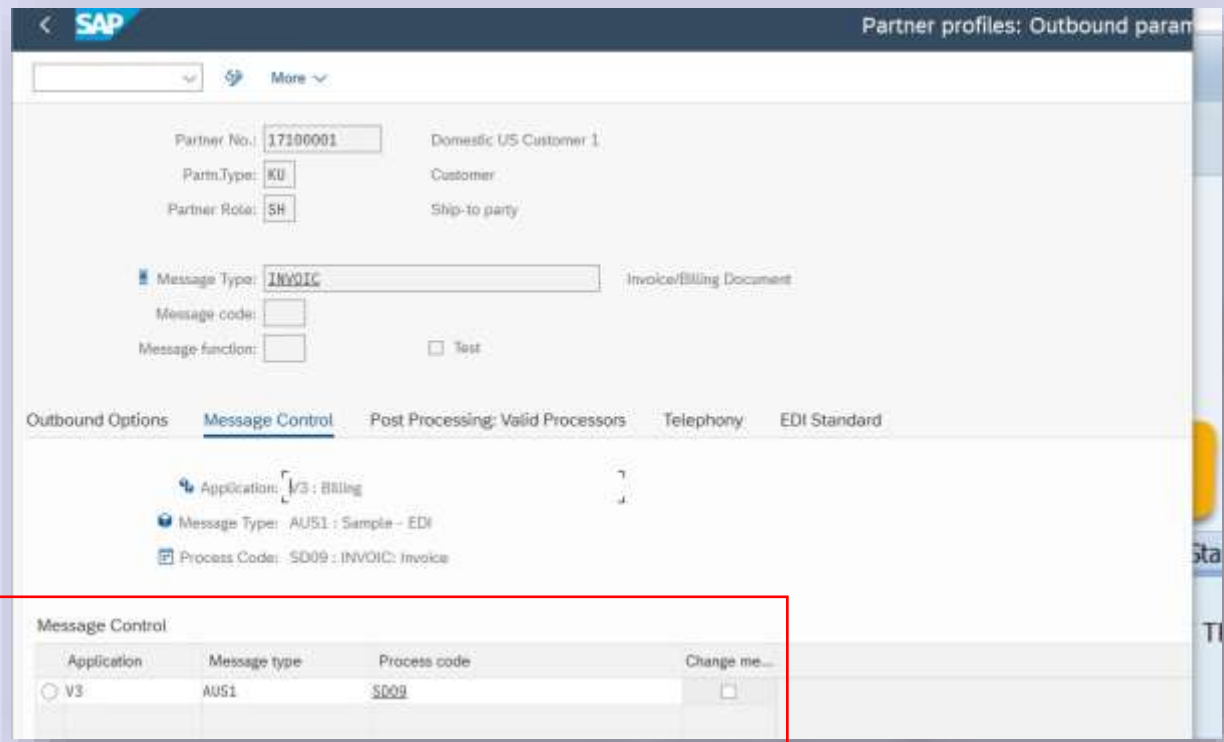 SAP
Partner profiles: Outbound param
More
Partner No.: 17100001 Domestic US Customer 1
Partn.Type: KU Customer
Partner Role: SH Ship-to party
Message Type: INVOIC Invoice/Billing Document
Message code:
Message function: Test
Outbound Options Message Control Post Processing: Valid Processors Telephony EDI Standard
Application: V3 : Billing
Message Type: AUS1 : Sample - EDI
Process Code: SD09 : INVOIC: Invoice
Sta
Message Control
TI
Application Message type Process code Change me...
V3 AUS1 SD09